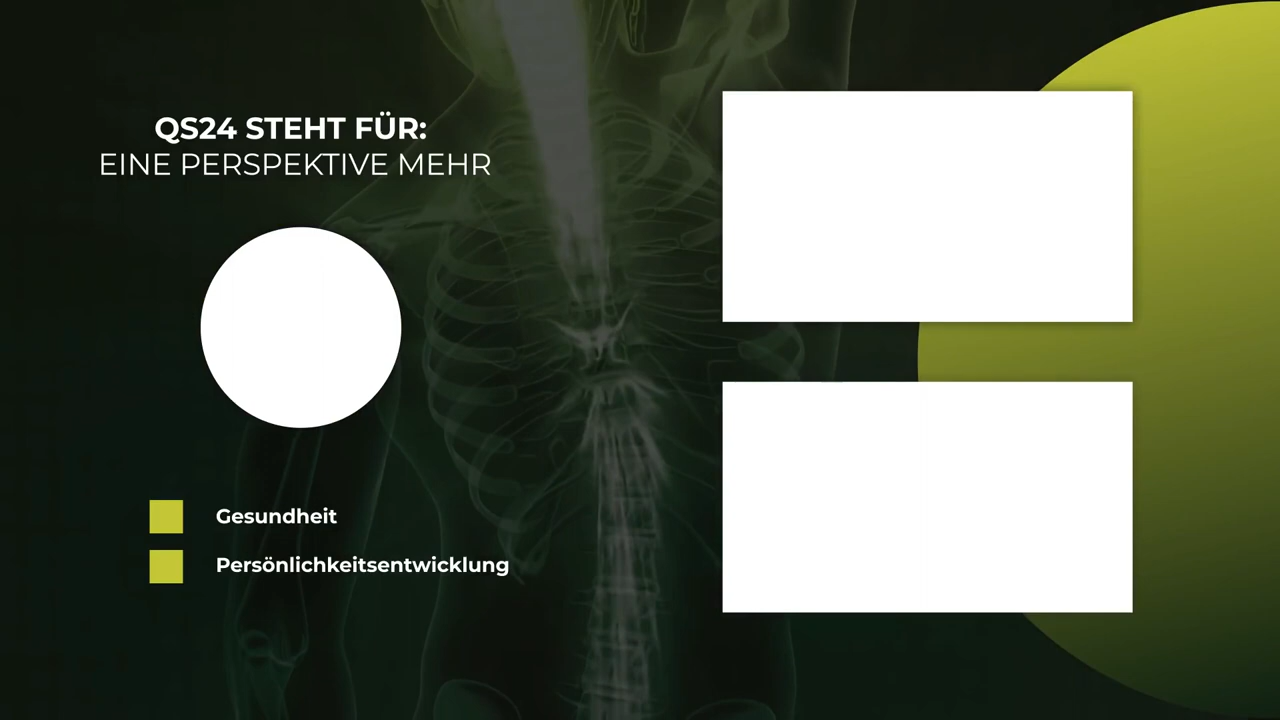 QS24 STEHT FÜR:
EINE PERSPEKTIVE MEHR
Gesundheit
Persönlichkeitsentwicklung